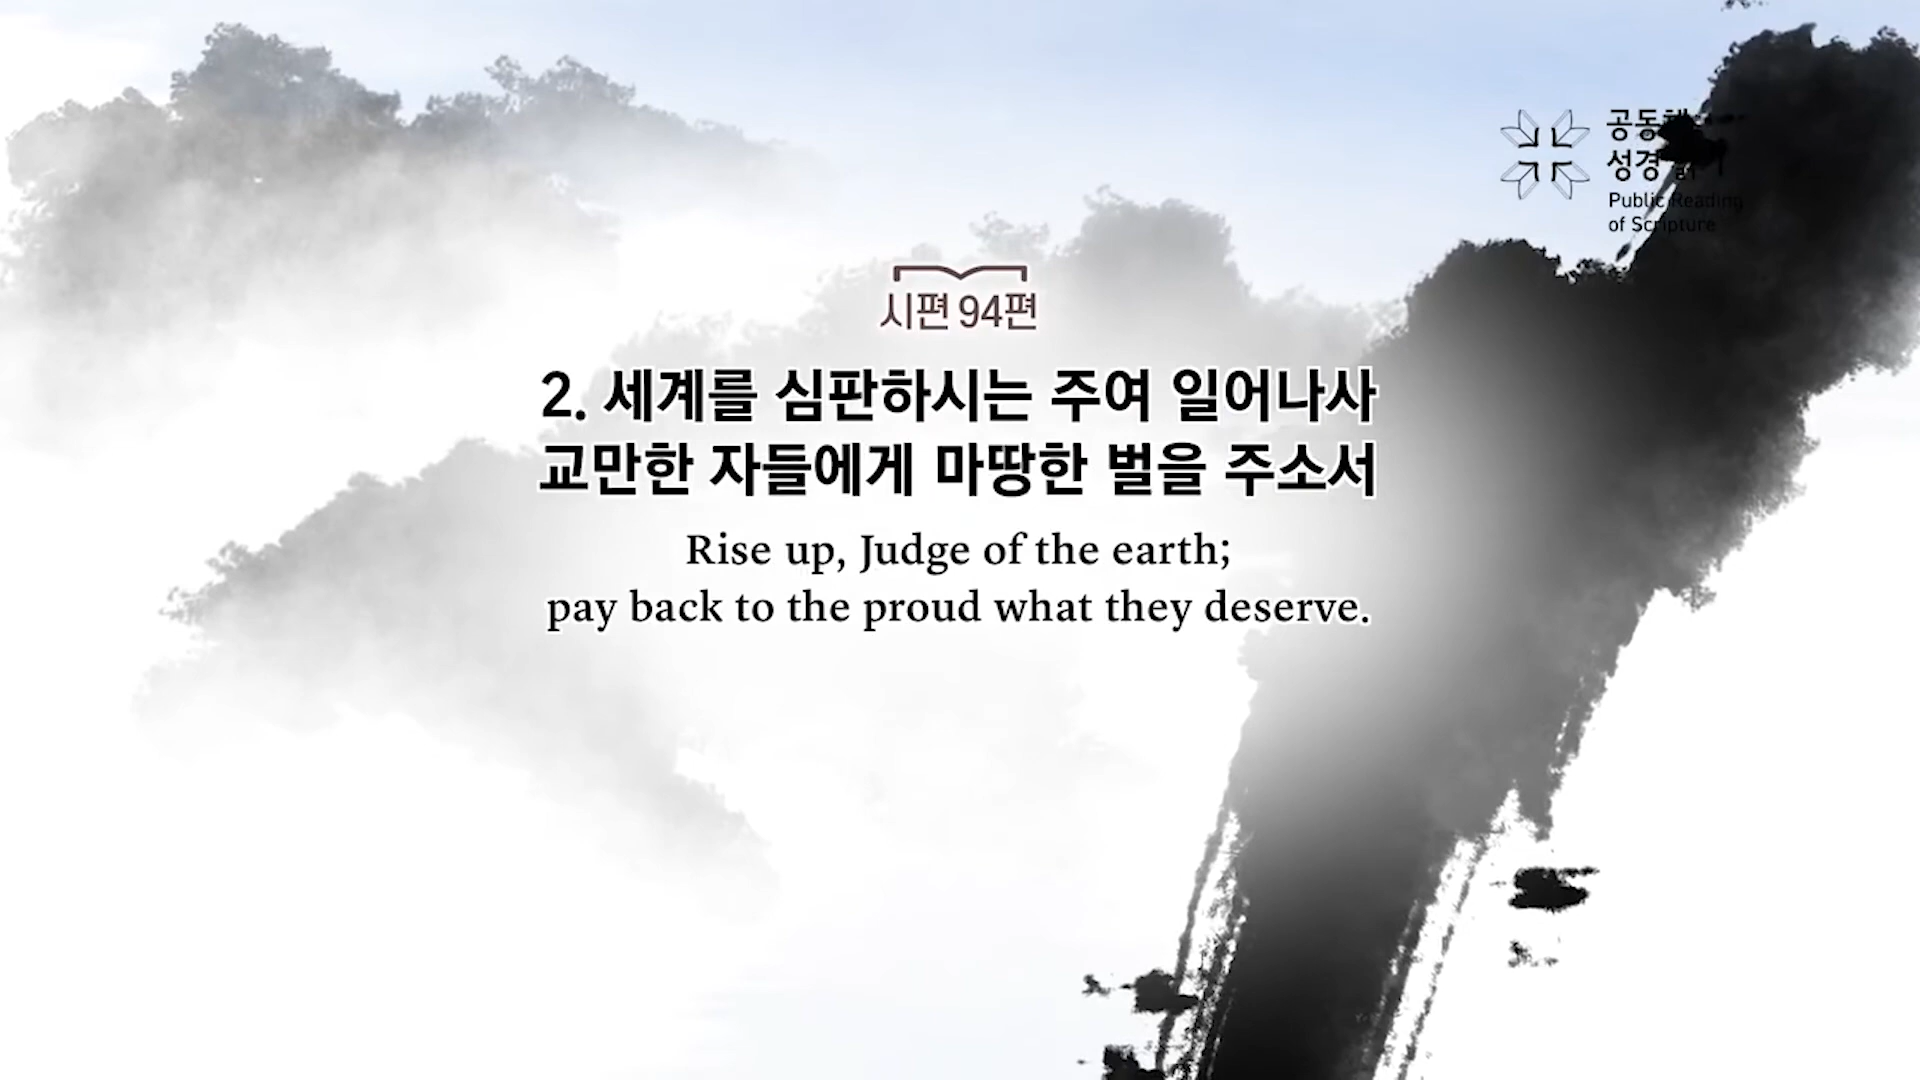 공동체
성경 읽기
Public Reading
of Scripture
시편 94편
2. 세계를 심판하시는 주여 일어나사
교만한 자들에게 마땅한 벌을 주소서
Rise up, Judge of the earth;
pay back to the proud what they deserve.